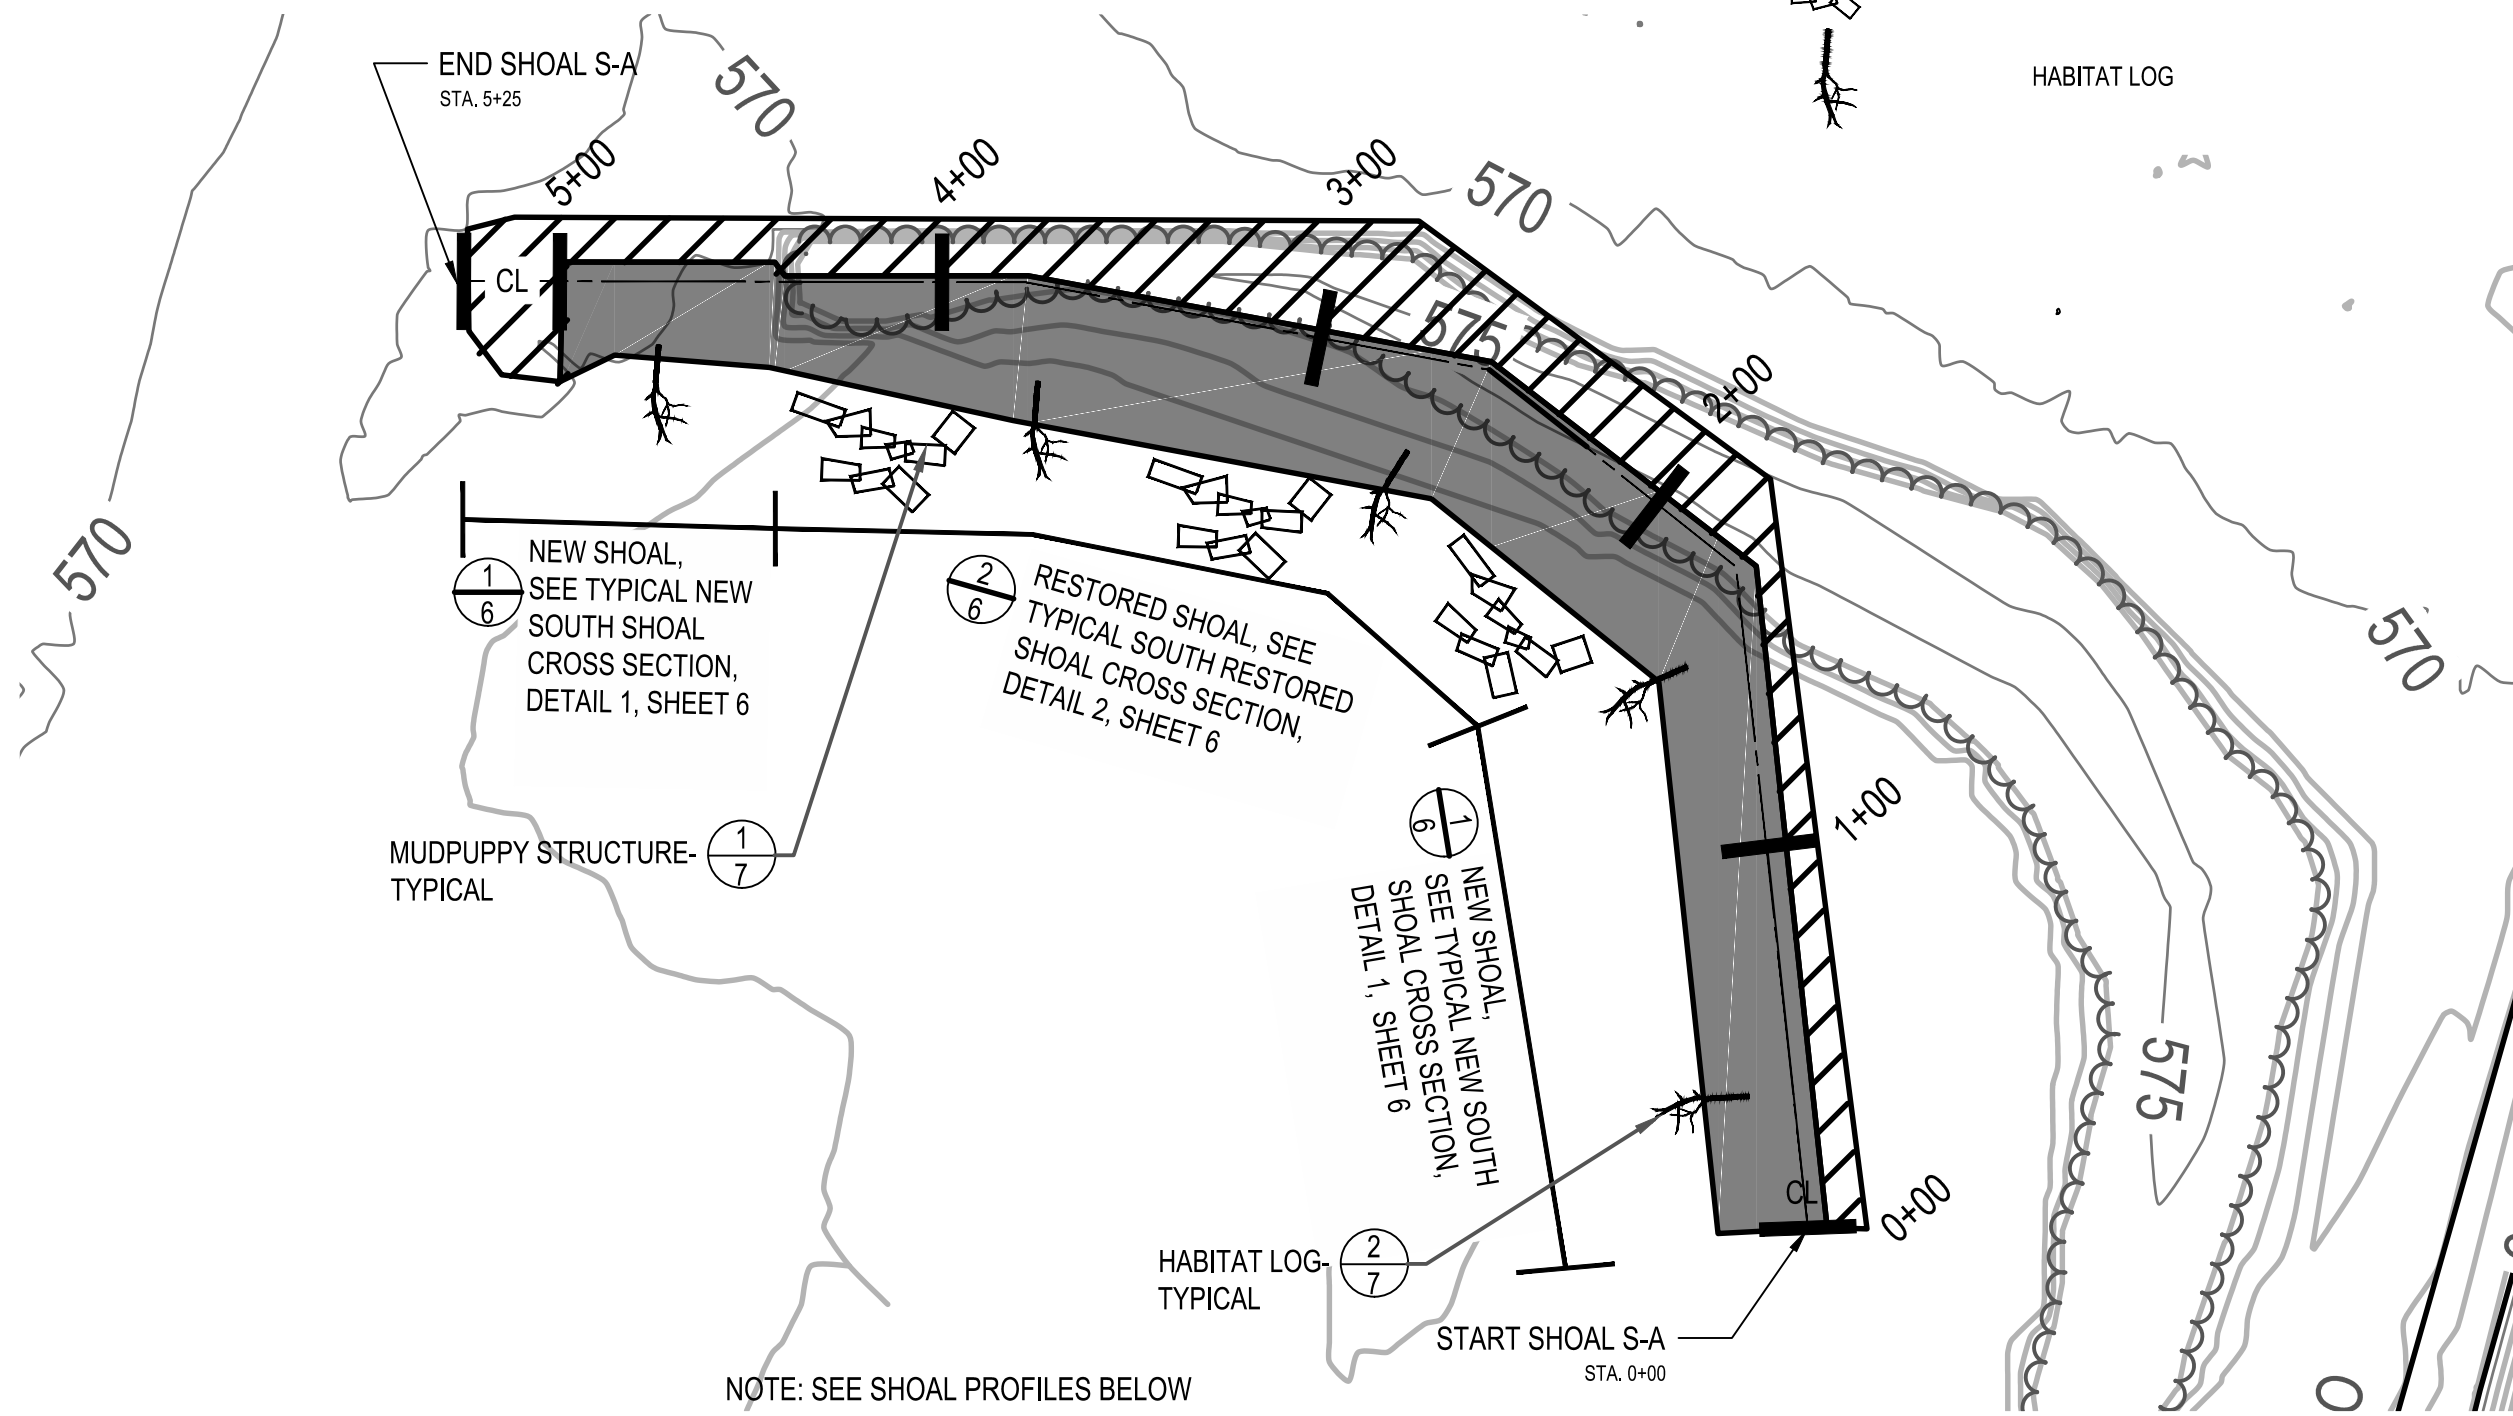 END SHOAL S-A
STA. 5+25
570
HABITAT LOG
5+00
4+00
3+00
570
CL
575
2+00
570
NEW SHOAL,
SEE TYPICAL NEW
SOUTH SHOAL
CROSS SECTION,
DETAIL 1, SHEET 6
1
6
2
6
RESTORED SHOAL, SEE
TYPICAL SOUTH RESTORED
SHOAL CROSS SECTION,
DETAIL 2, SHEET 6
570
1+00
MUDPUPPY STRUCTURE-
TYPICAL
1
7
1
6
NEW SHOAL,
SEE TYPICAL NEW SOUTH
SHOAL CROSS SECTION,
DETAIL 1, SHEET 6
575
CL
0+00
HABITAT LOG-
TYPICAL
2
7
START SHOAL S-A
STA. 0+00
NOTE: SEE SHOAL PROFILES BELOW
0